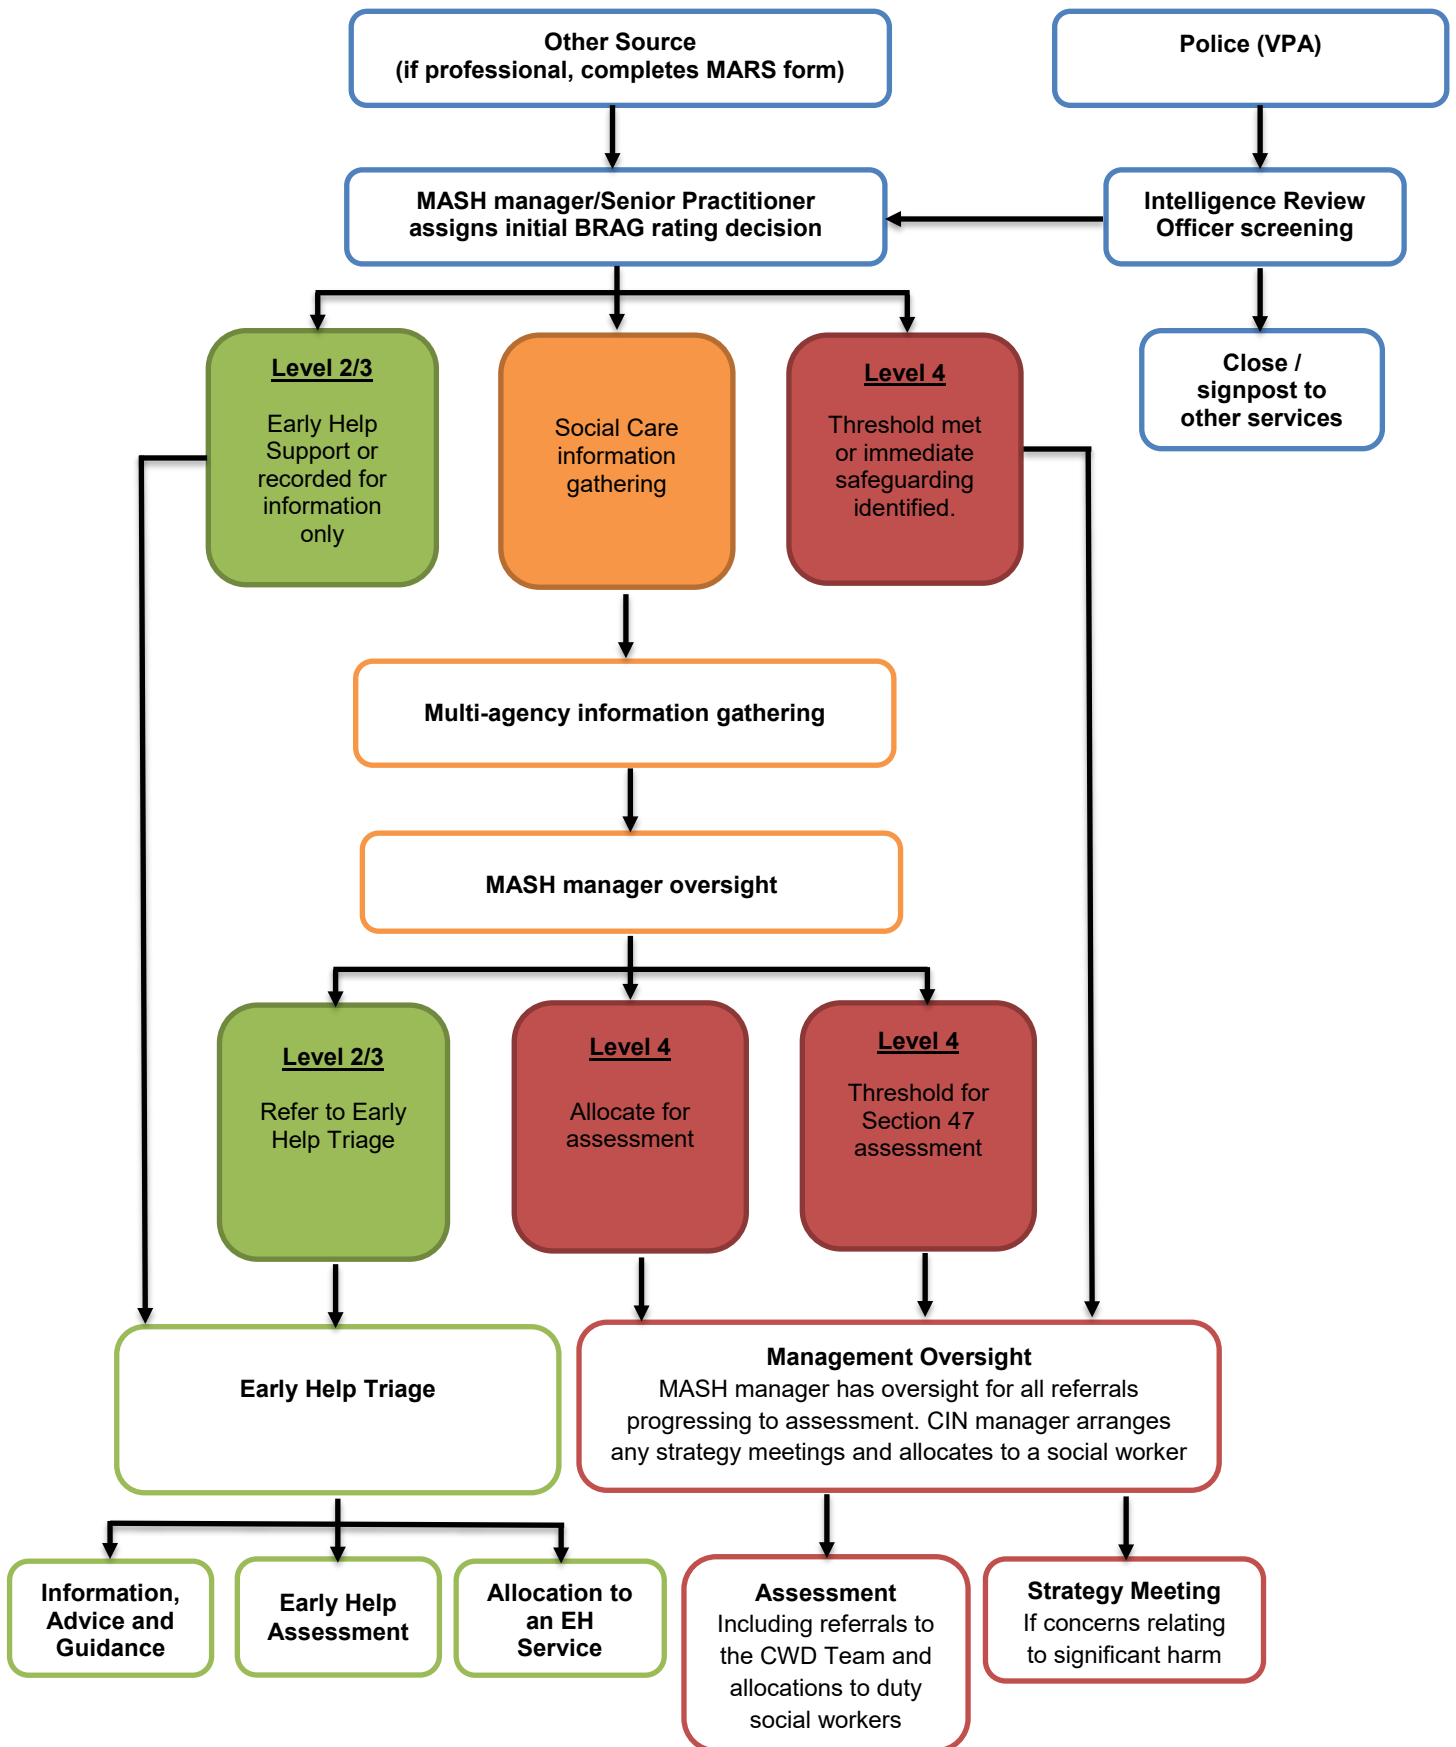 Other Source
(if professional, completes MARS form)
Police (VPA)
MASH manager/Senior Practitioner
assigns initial BRAG rating decision
Intelligence Review
Officer screening
Level 2/3
Early Help
Support or
recorded for
information
only
Social Care
information
gathering
Level 4
Threshold met
or immediate
safeguarding
identified.
Close /
signpost to
other services
Multi-agency information gathering
MASH manager oversight
Level 2/3
Refer to Early
Help Triage
Level 4
Allocate for
assessment
Level 4
Threshold for
Section 47
assessment
Early Help Triage
Management Oversight
MASH manager has oversight for all referrals
progressing to assessment. CIN manager arranges
any strategy meetings and allocates to a social worker
Information,
Advice and
Guidance
Early Help
Assessment
Allocation to
an EH
Service
Assessment
Including referrals to
the CWD Team and
allocations to duty
social workers
Strategy Meeting
If concerns relating
to significant harm